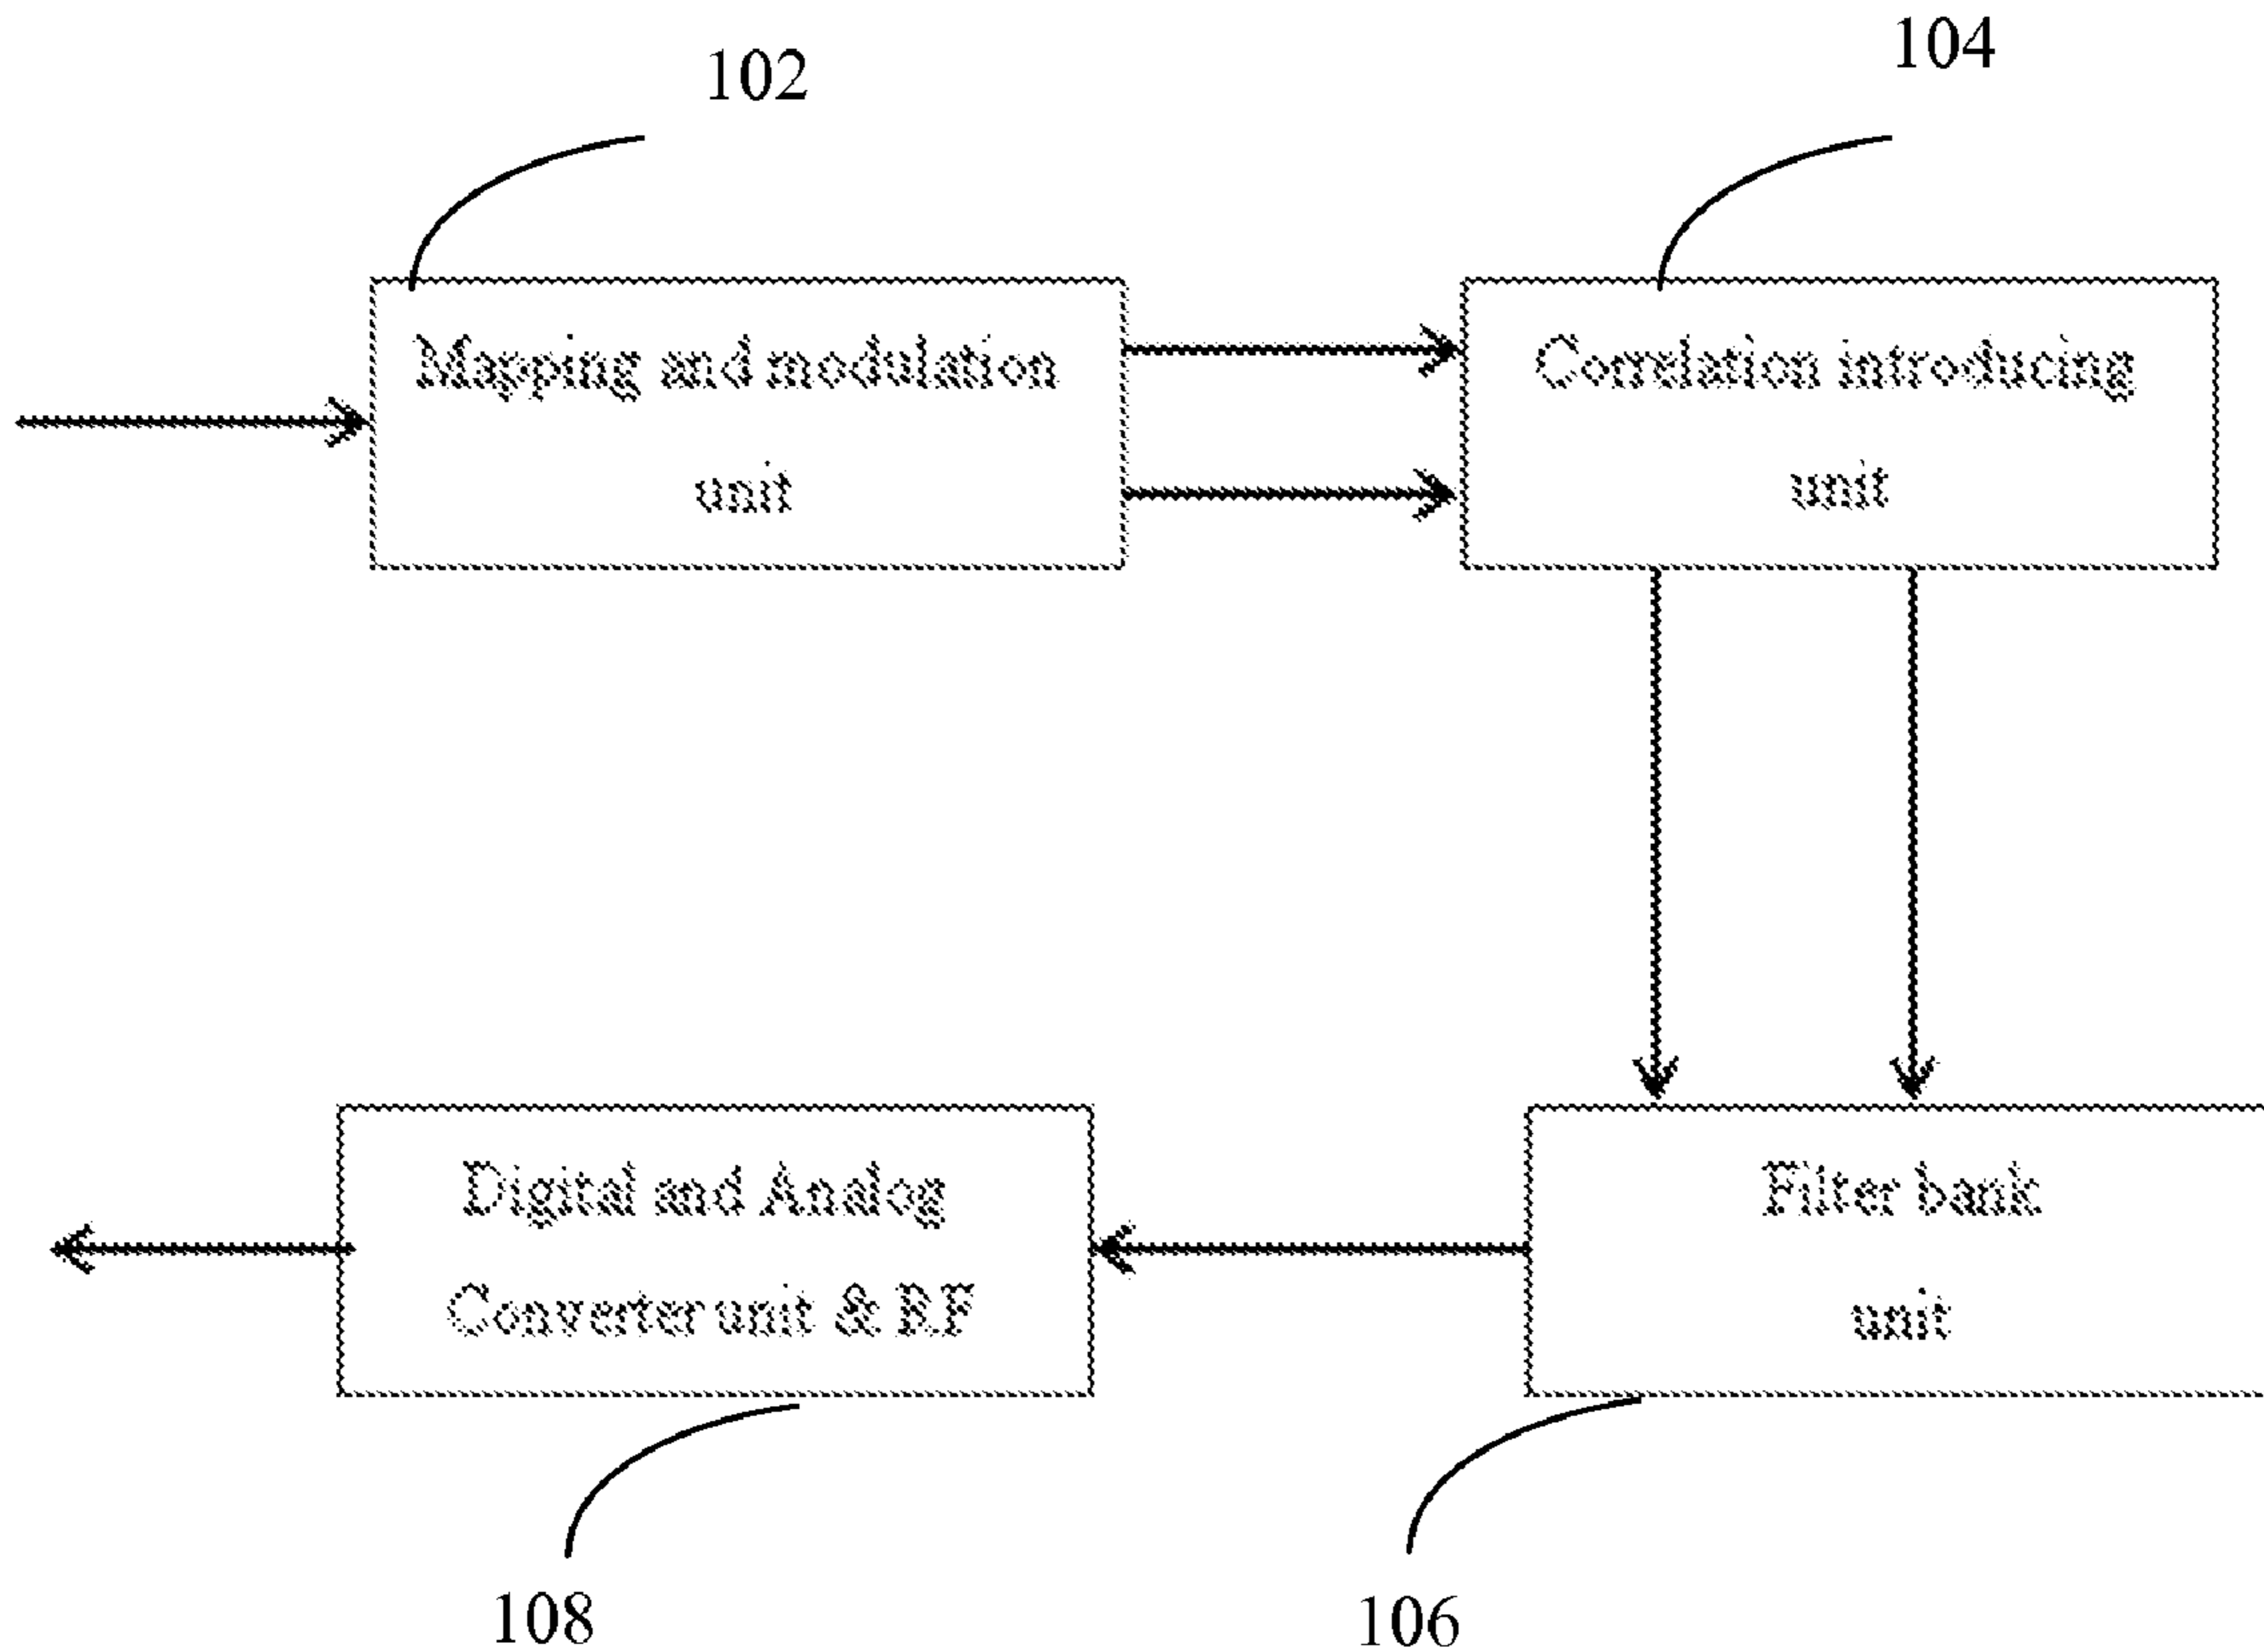 102
104
Mapping and modulation
unit
Correlation introducing
unit
Digital and Analog
Converter unit & RF
Filter bank
unit
108
106